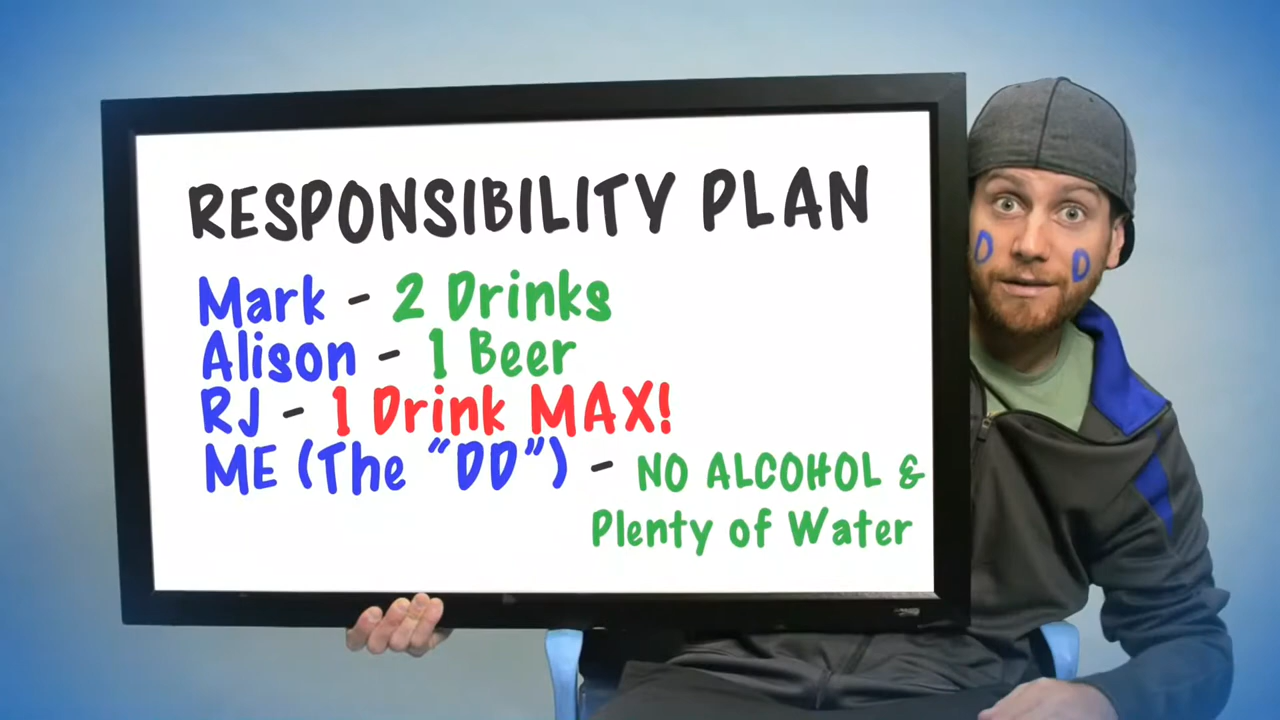 RESPONSIBILITY PLAN
Mark - 2 Drinks
Alison - 1 Beer
RJ - 1 Drink MAX!
ME (The "DD") - NO ALCOHOL &
Plenty of Water
D D